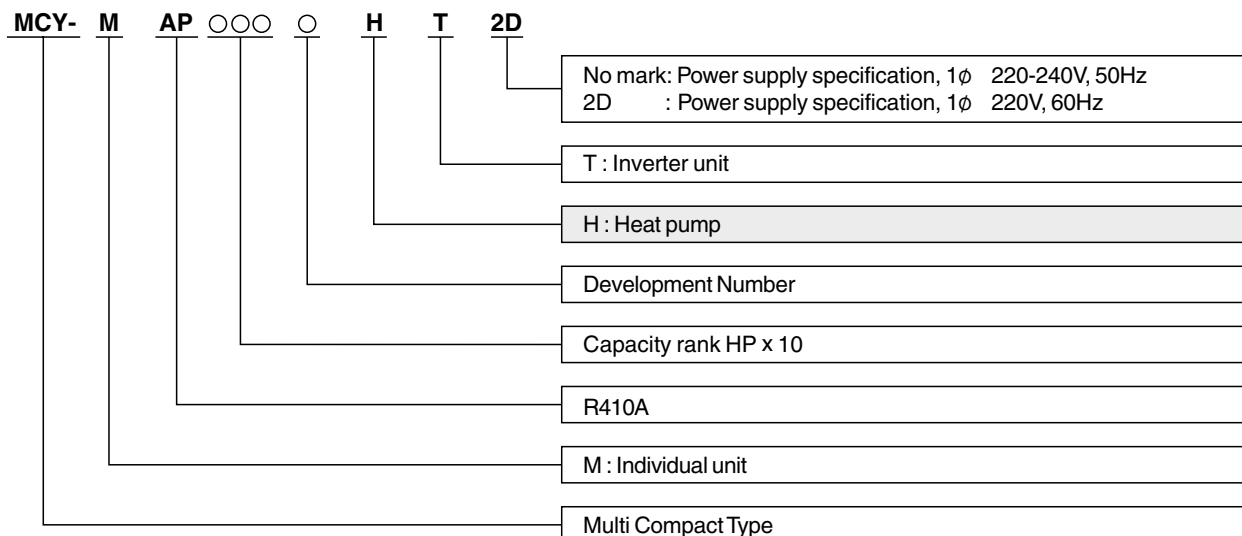 MCY- M AP ○○○ ○ H T 2D
No mark: Power supply specification, 1ϕ 220-240V, 50Hz
2D : Power supply specification, 1ϕ 220V, 60Hz
T : Inverter unit
H : Heat pump
Development Number
Capacity rank HP x 10
R410A
M : Individual unit
Multi Compact Type